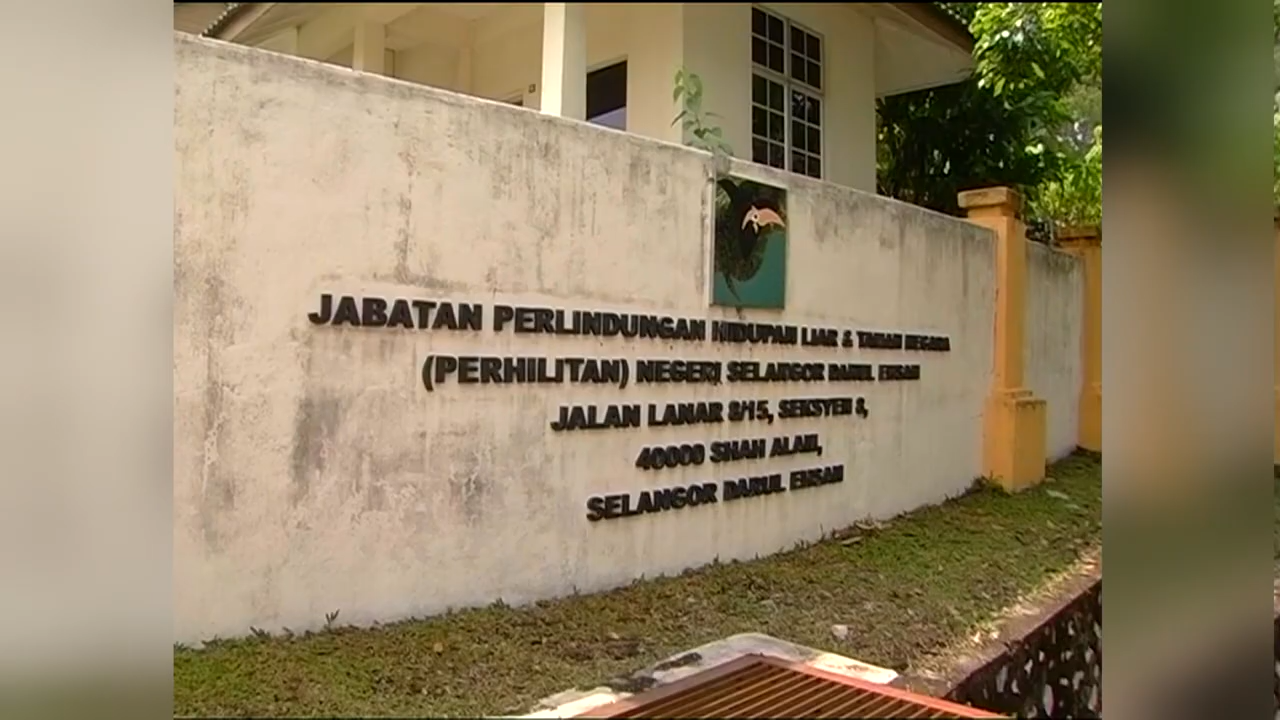 JABATAN PERLINDUNGAN HIDUPAN LIAR & TAMAN NEGARA
(PERHILITAN) NEGERI SELANGOR DARUL EHSAN
JALAN LANAR 8/15, SEKSYEN 8,
40000 SHAH ALAM,
SELANGOR DARUL EHSAN